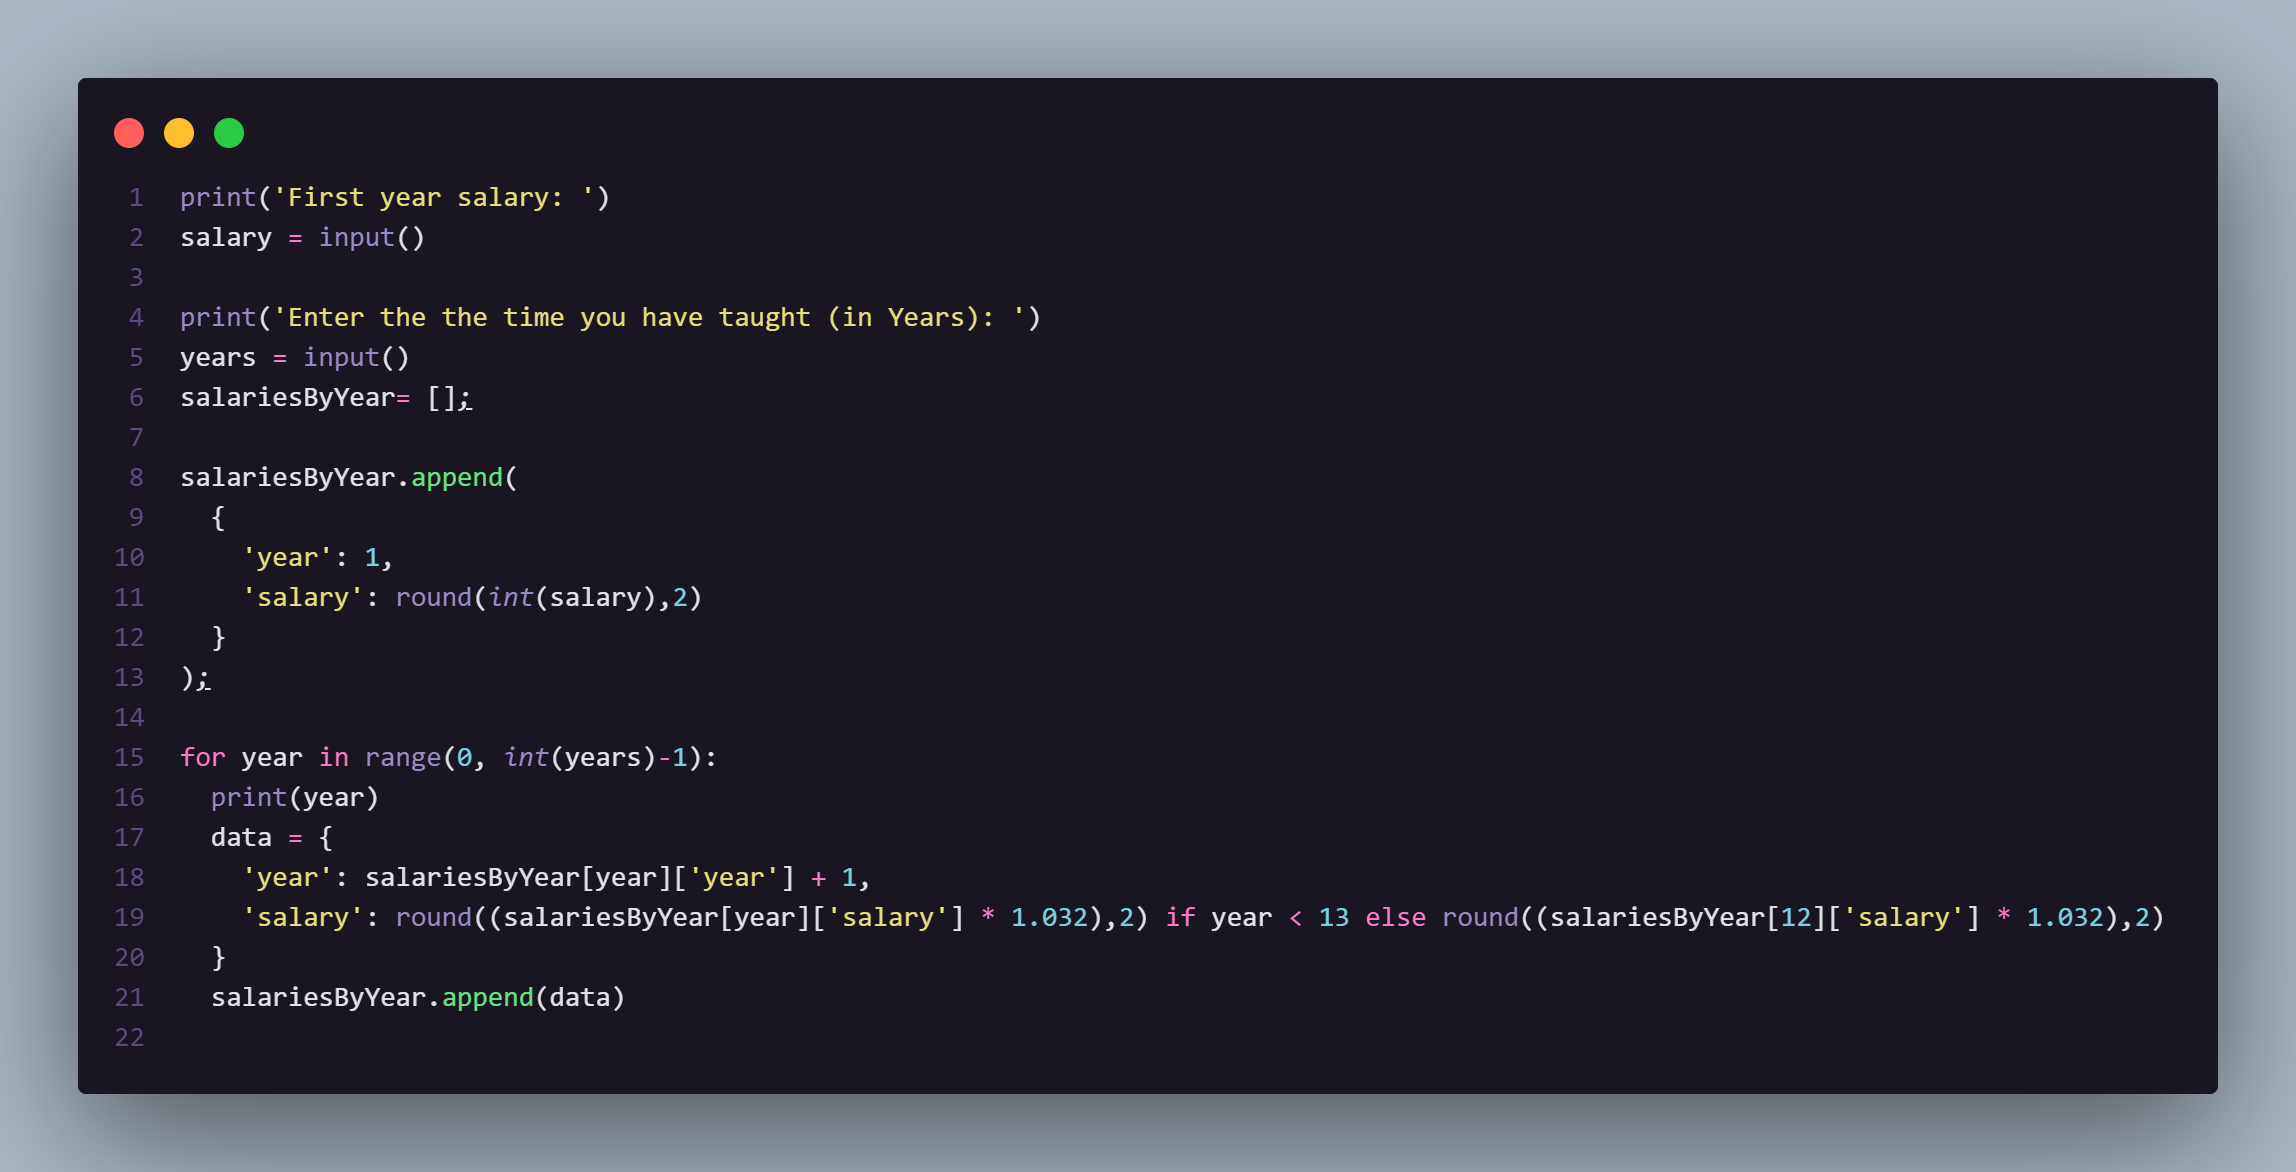 1 print('First year salary: ')
2 salary = input()
3
4 print('Enter the the time you have taught (in Years): ')
5 years = input()
6 salariesByYear= [];
7
8 salariesByYear.append(
9   {
10     'year': 1,
11     'salary': round(int(salary),2)
12   }
13 );
14
15 for year in range(0, int(years)-1):
16   print(year)
17   data = {
18     'year': salariesByYear[year]['year'] + 1,
19     'salary': round((salariesByYear[year]['salary'] * 1.032),2) if year < 13 else round((salariesByYear[12]['salary'] * 1.032),2)
20   }
21   salariesByYear.append(data)
22